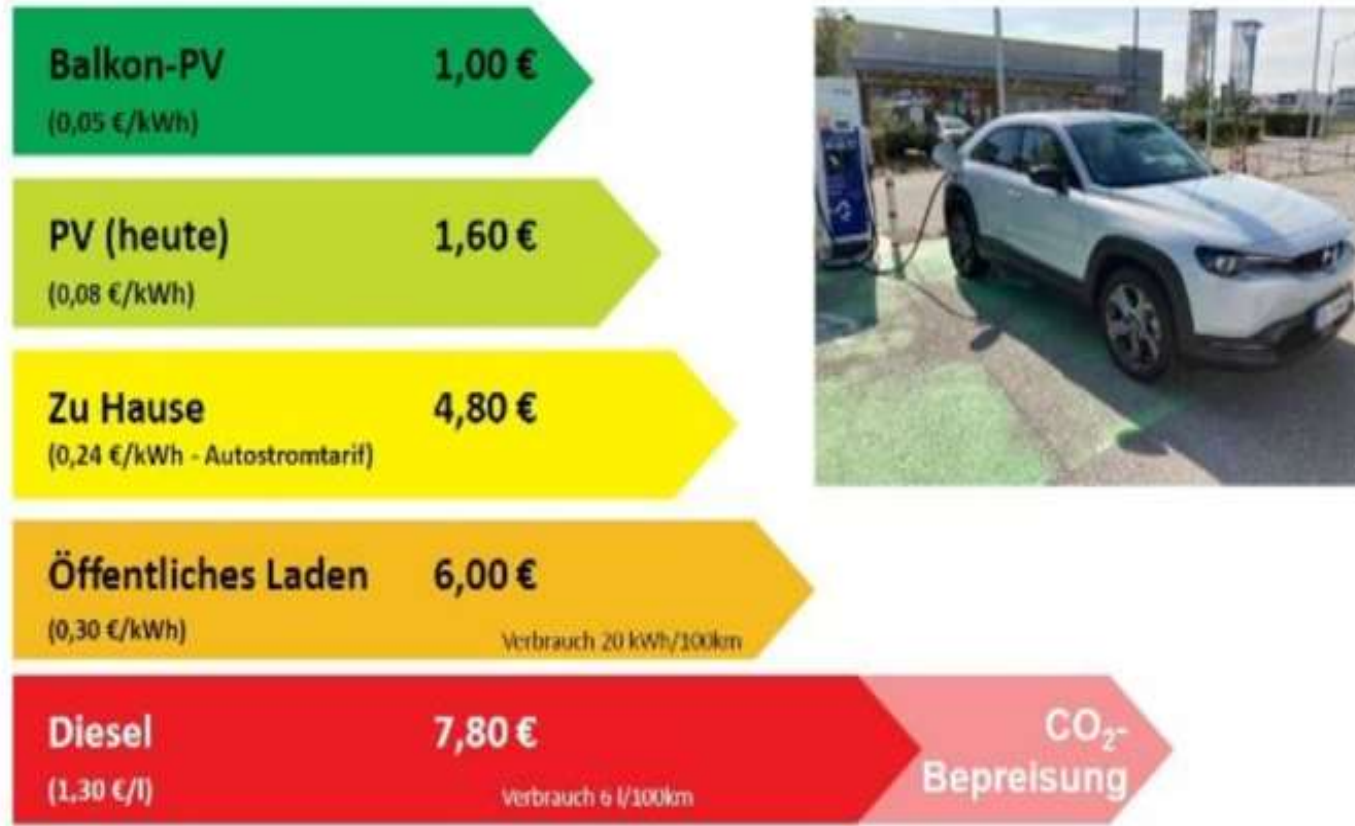 Balkon-PV 1,00 €
(0,05 €/kWh)
PV (heute) 1,60 €
(0,08 €/kWh)
Zu Hause 4,80 €
(0,24 €/kWh - Autostromtarif)
Öffentliches Laden 6,00 €
(0,30 €/kWh) Verbrauch 20 kWh/100km
Diesel 7,80 €
(1,30 €/l) Verbrauch 6 l/100km
CO₂-
Bepreisung